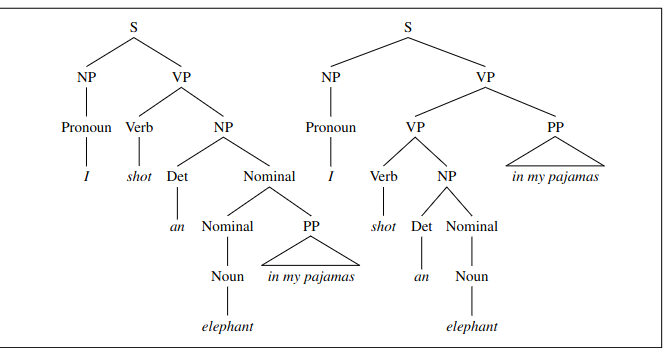 S S
NP VP NP VP
Pronoun Verb NP Pronoun VP PP
I shot Det Nominal I Verb NP in my pajamas
an Nominal PP shot Det Nominal
Noun in my pajamas an Noun
elephant elephant